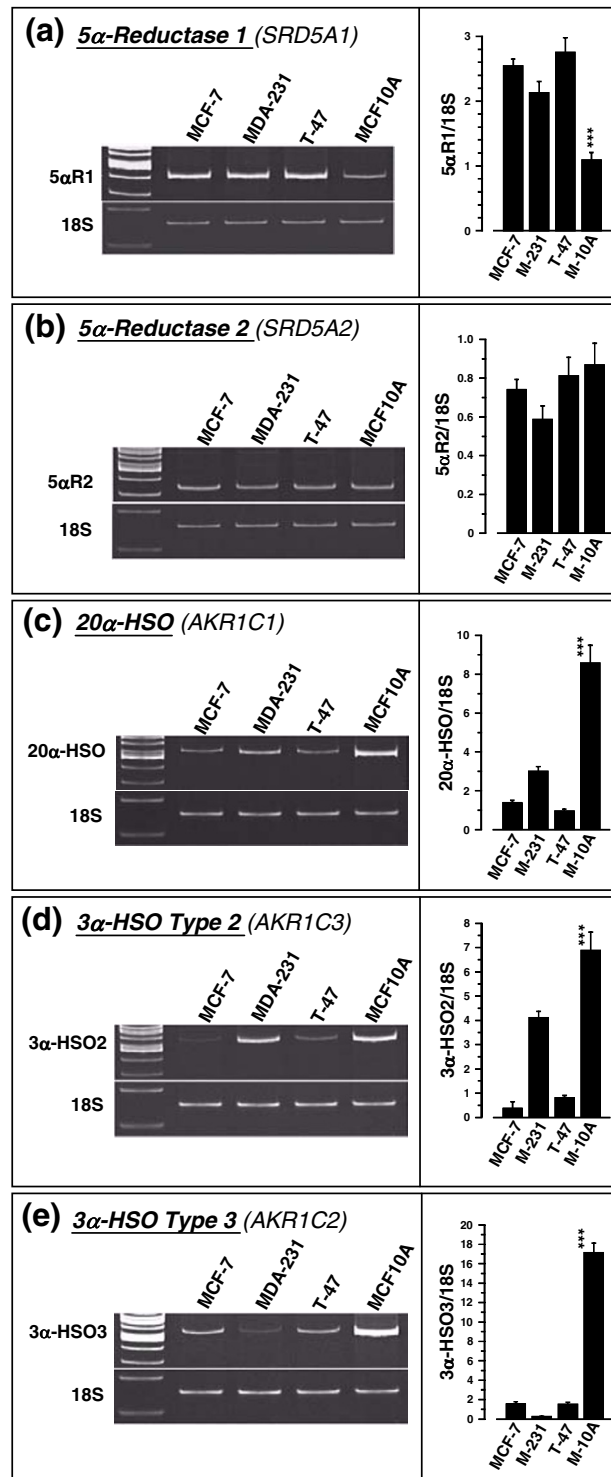 (a) 5α-Reductase 1 (SRD5A1)
MCF-7 MDA-231 T-47 MCF10A
5αR1
18S
5αR1/18S
3
2
1
0
***
MCF-7 M-231 T-47 M-10A
(b) 5α-Reductase 2 (SRD5A2)
MCF-7 MDA-231 T-47 MCF10A
5αR2
18S
5αR2/18S
1.0
0.8
0.6
0.4
0.2
0
MCF-7 M-231 T-47 M-10A
(c) 20α-HSO (AKR1C1)
MCF-7 MDA-231 T-47 MCF10A
20α-HSO
18S
20α-HSO/18S
10
8
6
4
2
0
***
MCF-7 M-231 T-47 M-10A
(d) 3α-HSO Type 2 (AKR1C3)
MCF-7 MDA-231 T-47 MCF10A
3α-HSO2
18S
3α-HSO2/18S
8
7
6
5
4
3
2
1
0
***
MCF-7 M-231 T-47 M-10A
(e) 3α-HSO Type 3 (AKR1C2)
MCF-7 MDA-231 T-47 MCF10A
3α-HSO3
18S
3α-HSO3/18S
20
18
16
14
12
10
8
6
4
2
0
***
MCF-7 M-231 T-47 M-10A